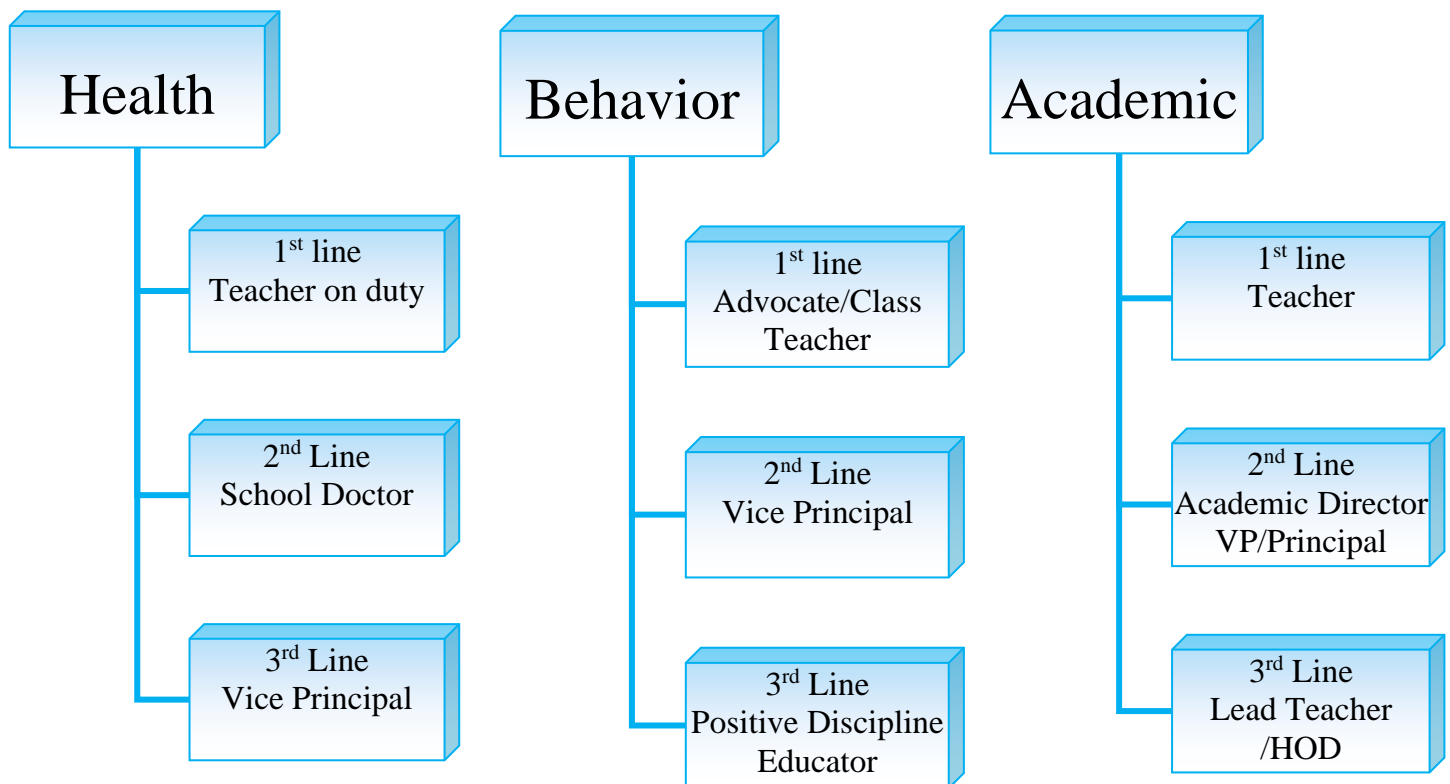 Health
1st line
Teacher on duty
2nd Line
School Doctor
3rd Line
Vice Principal
Behavior
1st line
Advocate/Class
Teacher
2nd Line
Vice Principal
3rd Line
Positive Discipline
Educator
Academic
1st line
Teacher
2nd Line
Academic Director
VP/Principal
3rd Line
Lead Teacher
/HOD